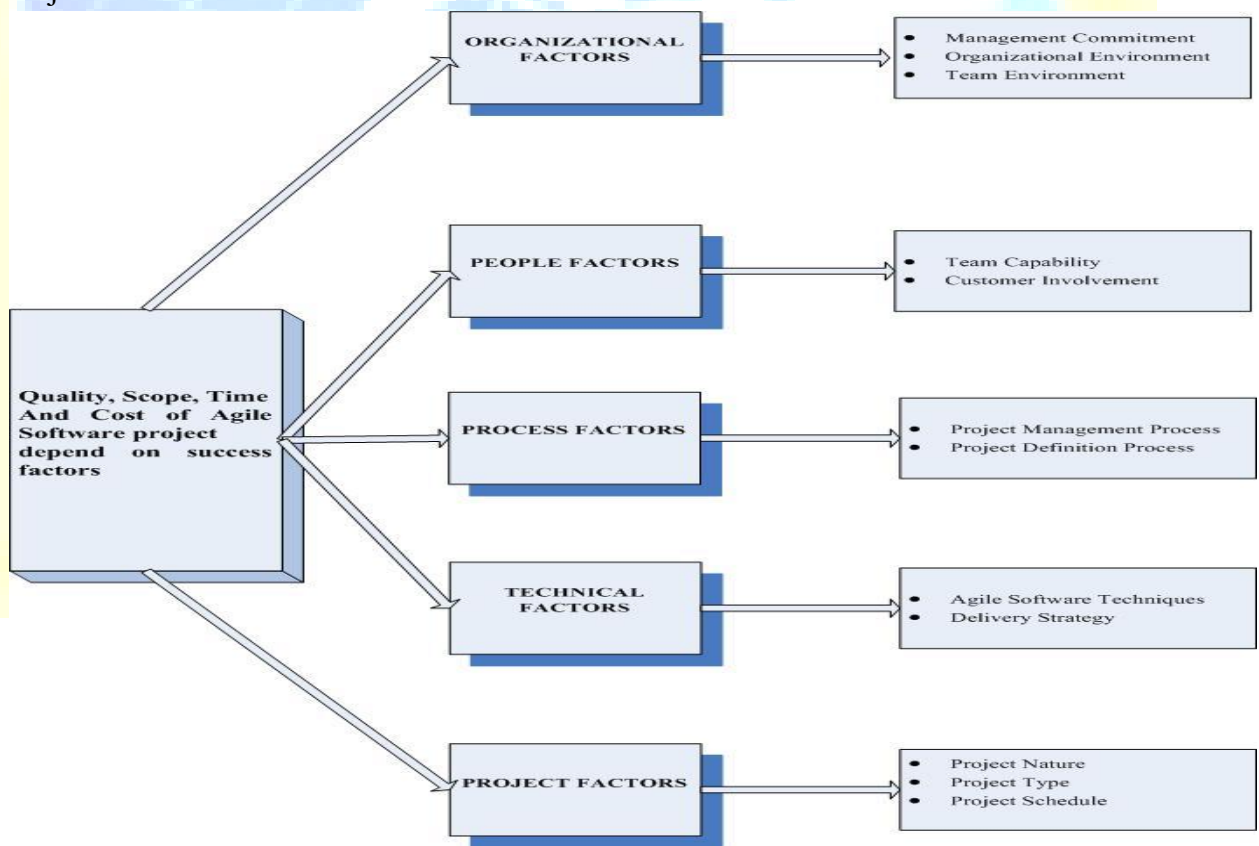 ORGANIZATIONAL
FACTORS
• Management Commitment
• Organizational Environment
• Team Environment
PEOPLE FACTORS
• Team Capability
• Customer Involvement
Quality, Scope, Time
And Cost of Agile
Software project
depend on success
factors
PROCESS FACTORS
• Project Management Process
• Project Definition Process
TECHNICAL
FACTORS
• Agile Software Techniques
• Delivery Strategy
PROJECT FACTORS
• Project Nature
• Project Type
• Project Schedule